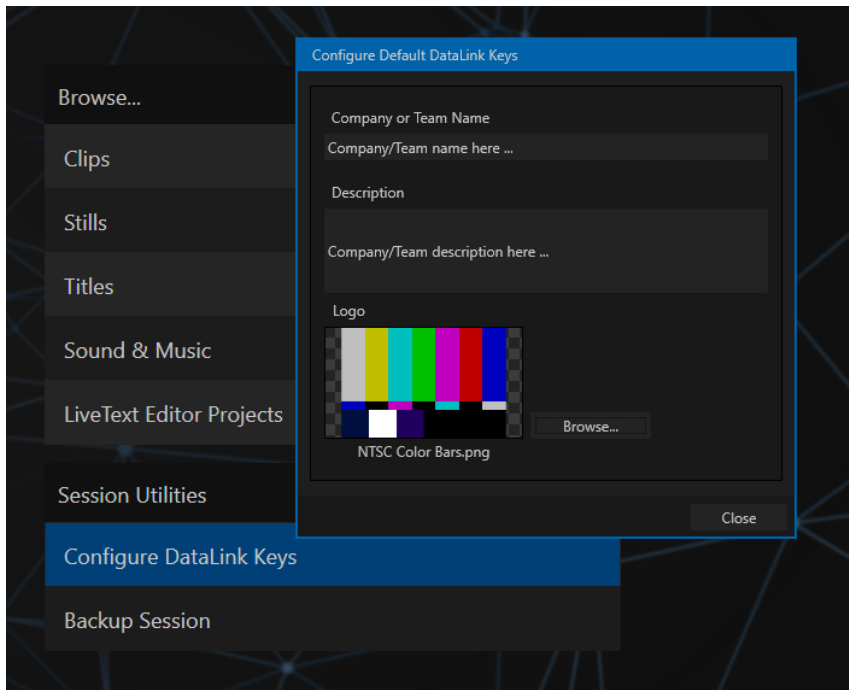 Browse...
Clips
Stills
Titles
Sound & Music
LiveText Editor Projects
Session Utilities
Configure DataLink Keys
Backup Session
Configure Default DataLink Keys
Company or Team Name
Company/Team name here ...
Description
Company/Team description here ...
Logo
Browse...
NTSC Color Bars.png
Close